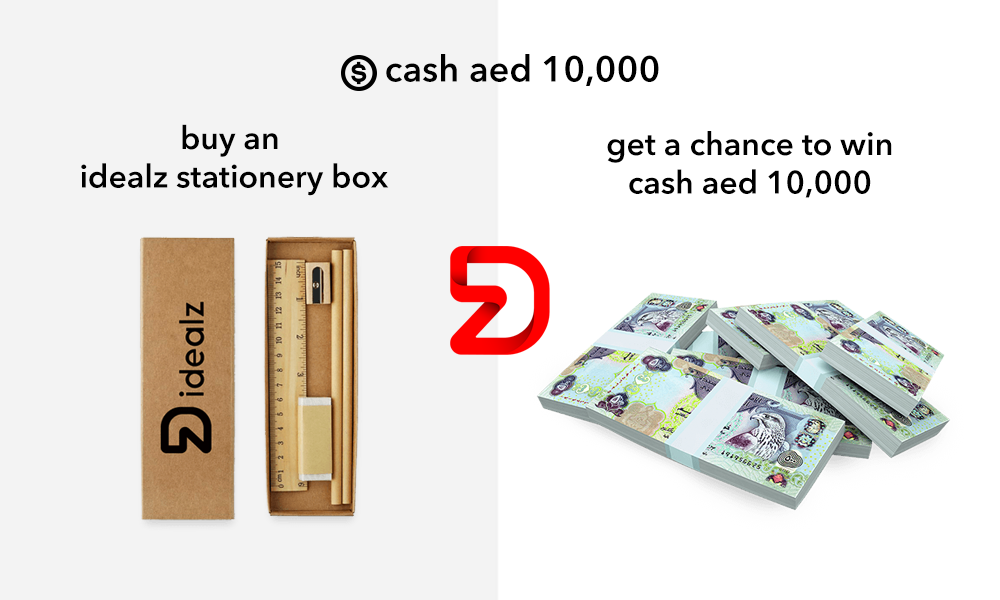 cash aed 10,000
buy an
idealz stationery box
get a chance to win
cash aed 10,000
idealz